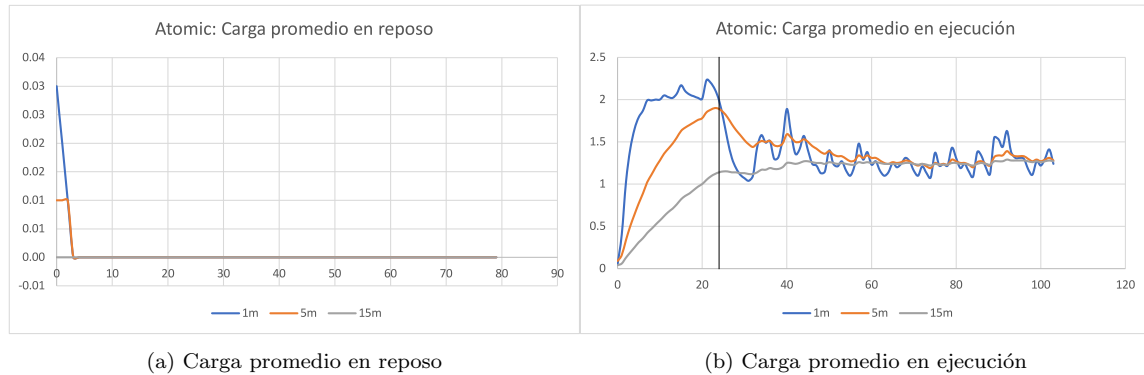 Atomic: Carga promedio en reposo
0.04
0.03
0.03
0.02
0.02
0.01
0.01
0.00
-0.01
0 10 20 30 40 50 60 70 80 90
1m 5m 15m
(a) Carga promedio en reposo
Atomic: Carga promedio en ejecución
2.5
2
1.5
1
0.5
0
0 20 40 60 80 100 120
1m 5m 15m
(b) Carga promedio en ejecución